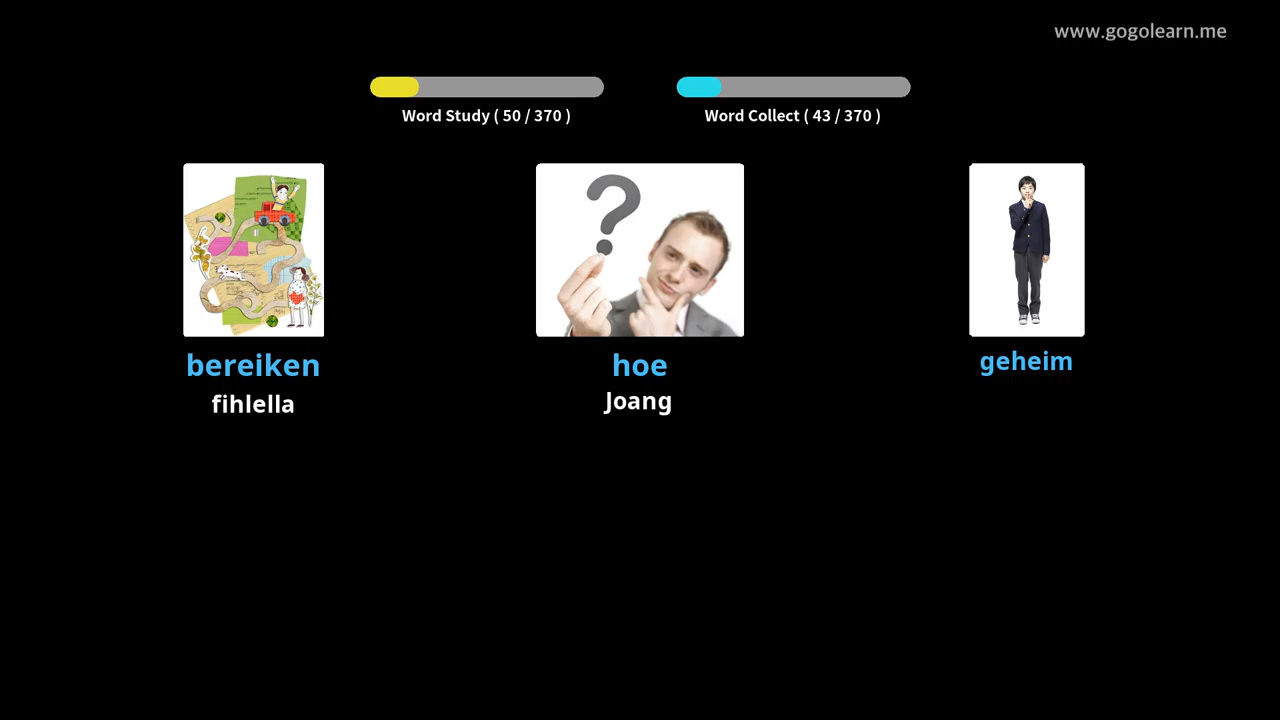 www.gogolearn.me
Word Study ( 50 / 370 )
Word Collect ( 43 / 370 )
bereiken
fihlella
hoe
Joang
geheim